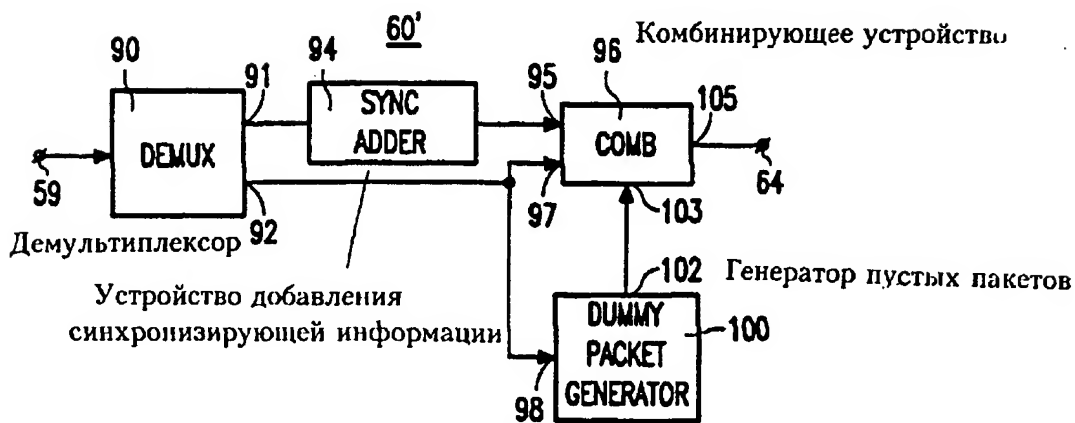 60'
Комбинирующее устройство
90
94
96
91
95
105
SYNC
ADDER
DEMUX
COMB
59
92
97
103
64
Демультиплексор
102
Генератор пустых пакетов
Устройство добавления
синхронизирующей информации
DUMMY
PACKET
GENERATOR
100
98